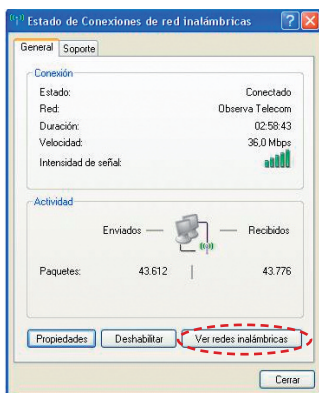 Estado de Conexiones de red inalámbricas
General Soporte
Conexión
Estado: Conectado
Red: Observa Telecom
Duración: 02:58:43
Velocidad: 36,0 Mbps
Intensidad de señal:
Actividad
Enviados — — Recibidos
Paquetes: 43.612 | 43.776
Propiedades Deshabilitar Ver redes inalámbricas
Cerrar